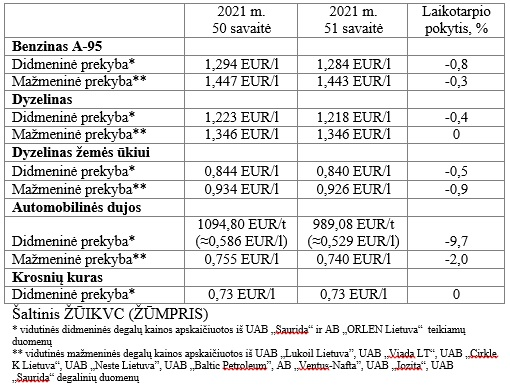 2021 m. 50 savaitė 2021 m. 51 savaitė Laikotarpio pokytis, %
Benzinas A-95
Didmeninė prekyba* 1,294 EUR/l 1,284 EUR/l -0,8
Mažmeninė prekyba** 1,447 EUR/l 1,443 EUR/l -0,3
Dyzelinas
Didmeninė prekyba* 1,223 EUR/l 1,218 EUR/l -0,4
Mažmeninė prekyba** 1,346 EUR/l 1,346 EUR/l 0
Dyzelinas žemės ūkiui
Didmeninė prekyba* 0,844 EUR/l 0,840 EUR/l -0,5
Mažmeninė prekyba** 0,934 EUR/l 0,926 EUR/l -0,9
Automobilinės dujos
Didmeninė prekyba* 1094,80 EUR/t (≈0,586 EUR/l) 989,08 EUR/t (≈0,529 EUR/l) -9,7
Mažmeninė prekyba** 0,755 EUR/l 0,740 EUR/l -2,0
Krosnių kuras
Didmeninė prekyba* 0,73 EUR/l 0,73 EUR/l 0
Šaltinis ŽŪIKVC (ŽŪMPRIS)
* vidutinės didmeninės degalų kainos apskaičiuotos iš UAB „Saurida“ ir AB „ORLEN Lietuva“ teikiamų
duomenų
** vidutinės mažmeninės degalų kainos apskaičiuotos iš UAB „Lukoil Lietuva”, UAB „Viada LT“, UAB „Cirkle
K Lietuva“, UAB „Neste Lietuva”, UAB „Baltic Petroleum”, AB „Ventus-Nafta”, UAB „Jozita“, UAB
„Saurida“ degalinių duomenų